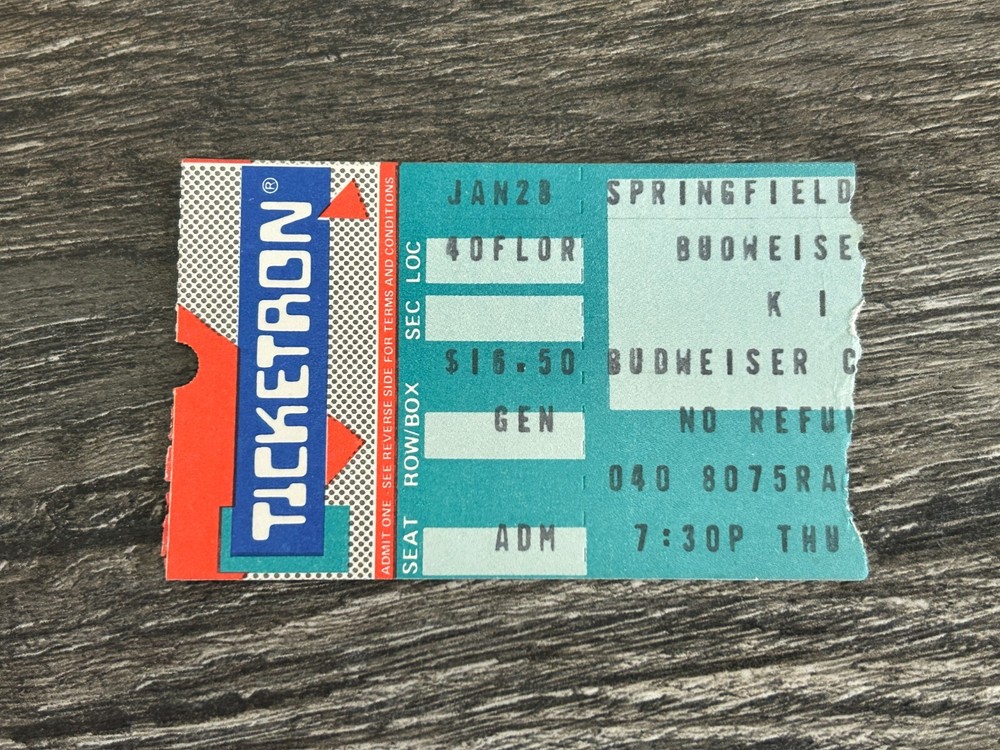 TICKETRON®
ADMIT ONE - SEE REVERSE SIDE FOR TERMS AND CONDITIONS
LOC
SEC
ROW/BOX
SEAT
JAN28 SPRINGFIELD
40FLOR BUDWEISE
K I
$16.50 BUDWEISER C
GEN NO REFUN
040 8075RA
ADM 7:30P THU